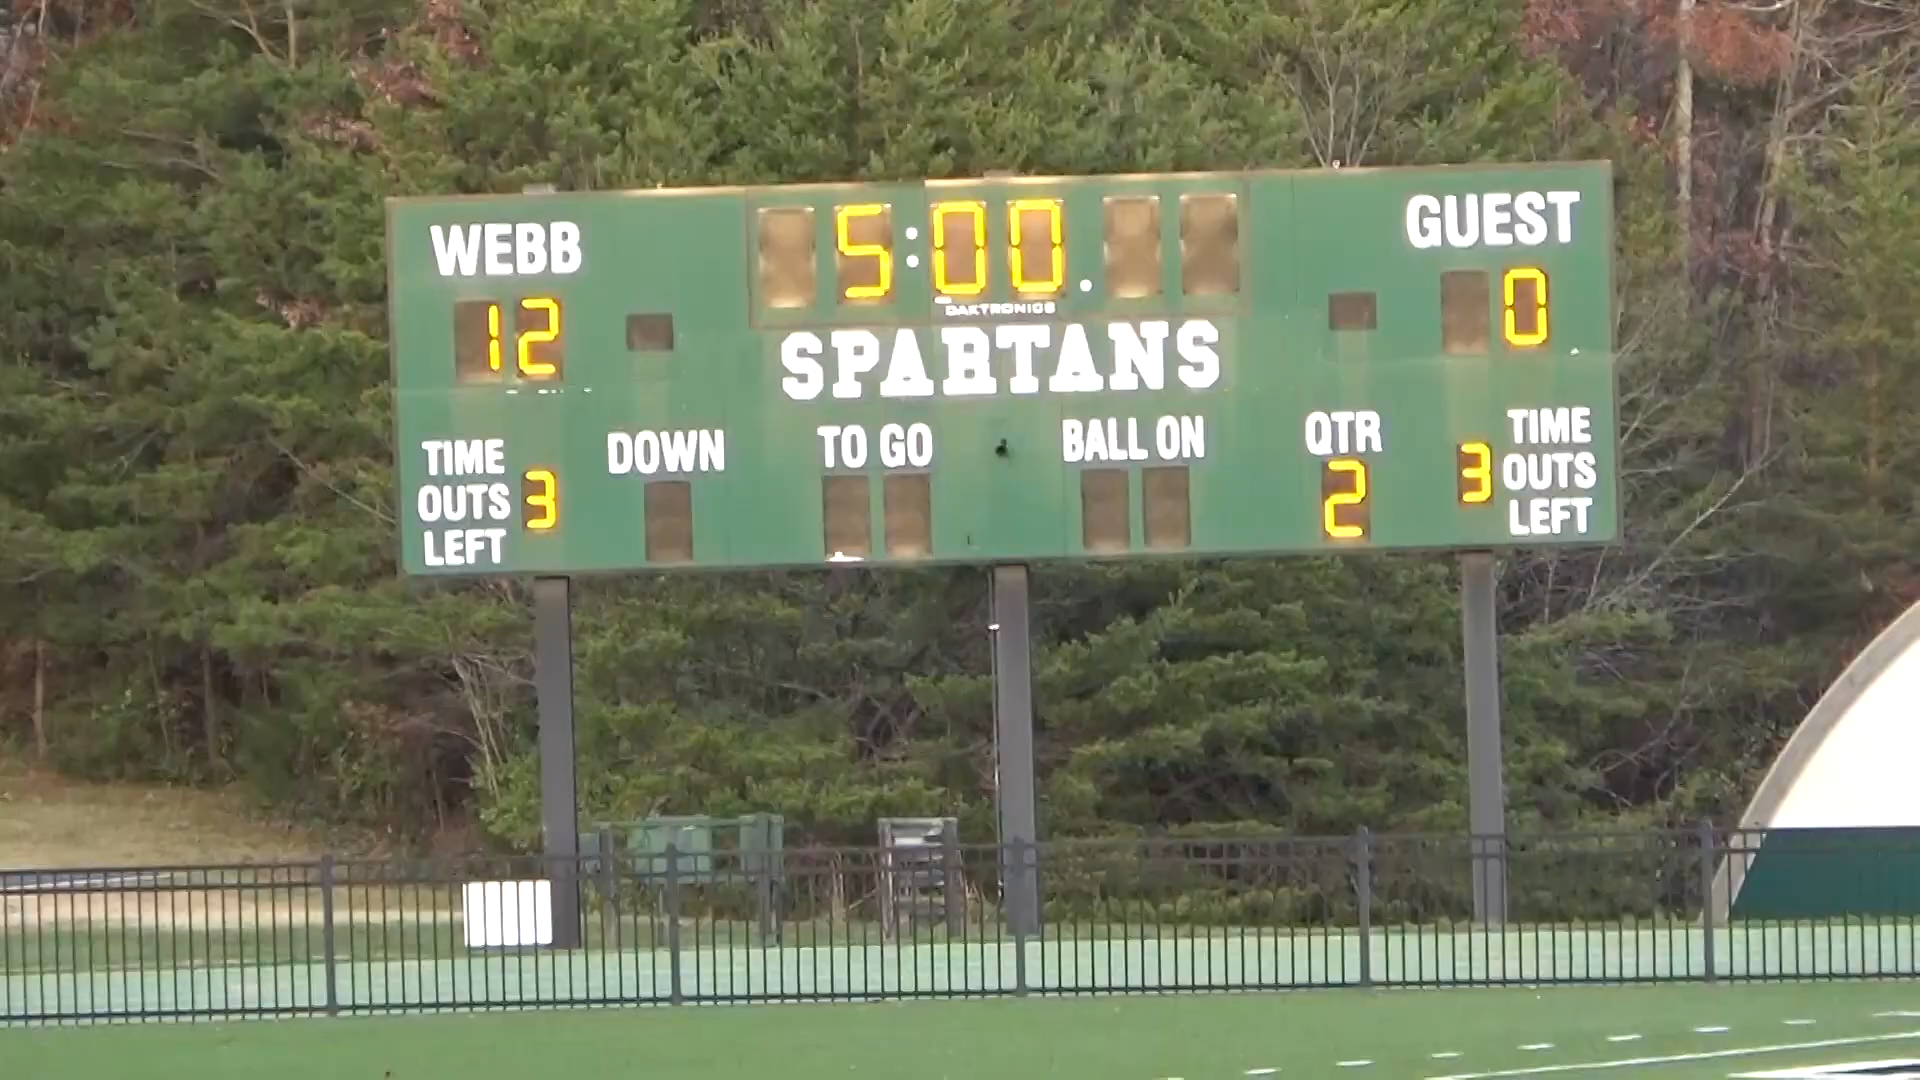 WEBB
5:00.
GUEST
12
0
DAKTRONICS
SPARTANS
TIME
OUTS
LEFT
3
DOWN
TO GO
BALL ON
QTR
2
3
TIME
OUTS
LEFT